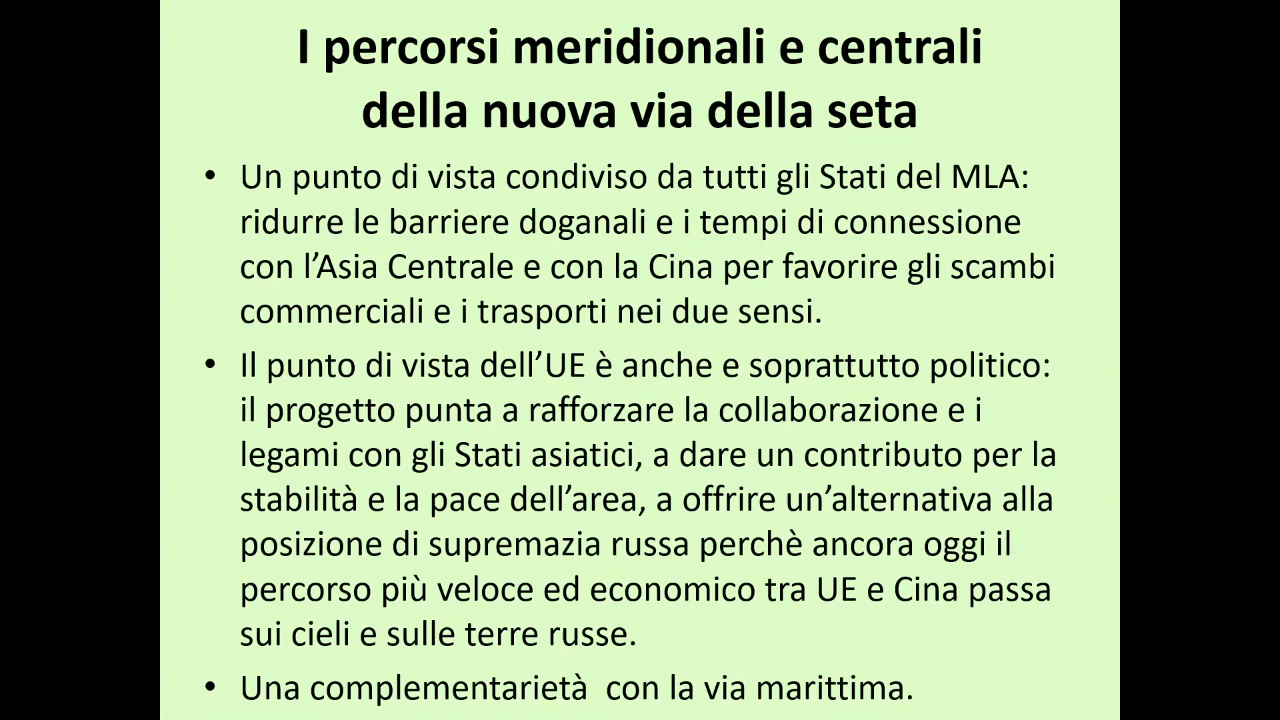 I percorsi meridionali e centrali
della nuova via della seta
• Un punto di vista condiviso da tutti gli Stati del MLA:
ridurre le barriere doganali e i tempi di connessione
con l’Asia Centrale e con la Cina per favorire gli scambi
commerciali e i trasporti nei due sensi.
• Il punto di vista dell’UE è anche e soprattutto politico:
il progetto punta a rafforzare la collaborazione e i
legami con gli Stati asiatici, a dare un contributo per la
stabilità e la pace dell’area, a offrire un’alternativa alla
posizione di supremazia russa perchè ancora oggi il
percorso più veloce ed economico tra UE e Cina passa
sui cieli e sulle terre russe.
• Una complementarietà  con la via marittima.